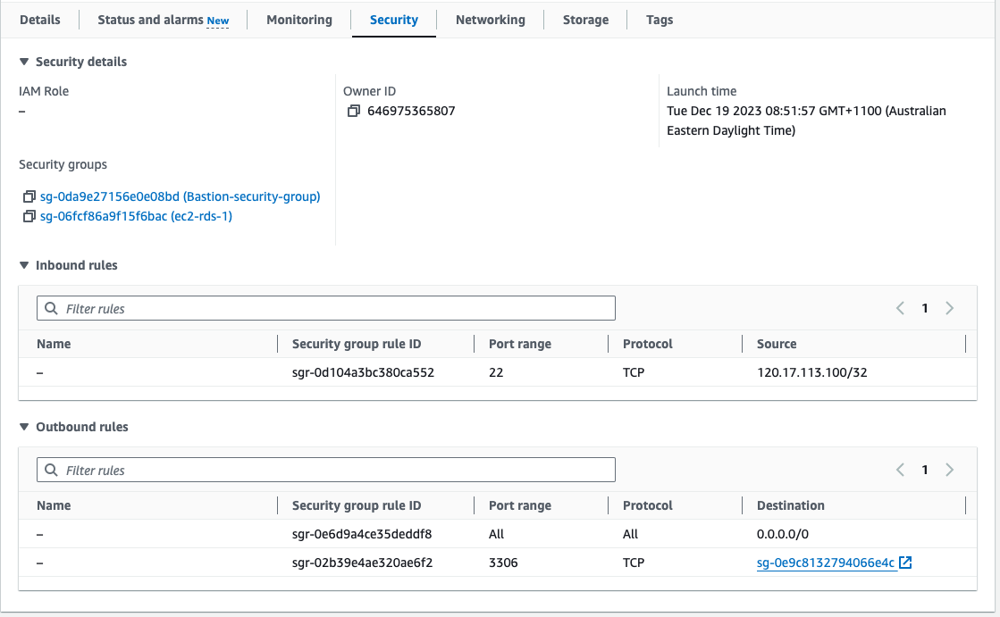 Details Status and alarms New Monitoring Security Networking Storage Tags
Security details
IAM Role
–
Owner ID
646975365807
Launch time
Tue Dec 19 2023 08:51:57 GMT+1100 (Australian
Eastern Daylight Time)
Security groups
sg-0da9e27156e0e08bd (Bastion-security-group)
sg-06fcf86a9f15f6bac (ec2-rds-1)
Inbound rules
Filter rules
1
Name Security group rule ID Port range Protocol Source
– sgr-0d104a3bc380ca552 22 TCP 120.17.113.100/32
Outbound rules
Filter rules
1
Name Security group rule ID Port range Protocol Destination
– sgr-0e6d9a4ce35deddf8 All All 0.0.0.0/0
– sgr-02b39e4ae320ae6f2 3306 TCP sg-0e9c8132794066e4c